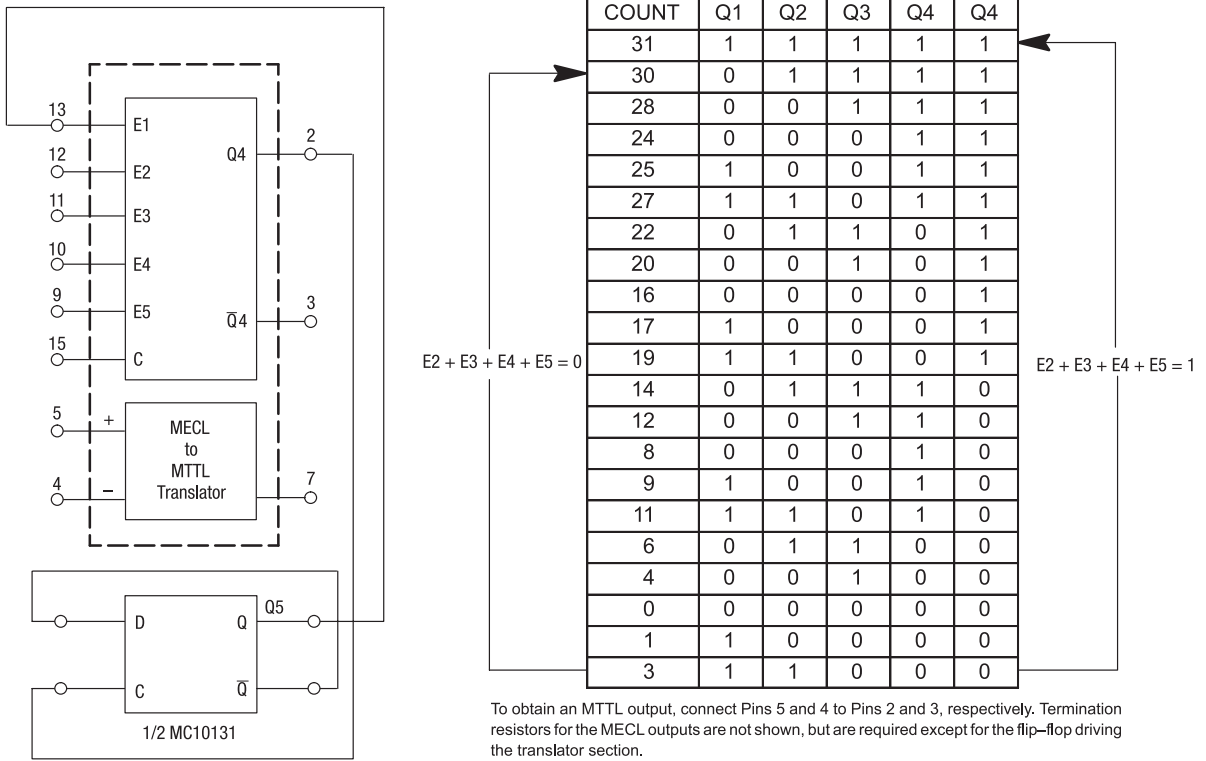 13
E1
2
12
Q4
E2
11
E3
10
E4
9
E5
3
Q̅4
15
C
5
+
MECL
to
MTTL
Translator
4
–
7
D
Q
Q5
C
Q̅
1/2 MC10131
COUNT Q1 Q2 Q3 Q4 Q4
31 1 1 1 1 1
30 0 1 1 1 1
28 0 0 1 1 1
24 0 0 0 1 1
25 1 0 0 1 1
27 1 1 0 1 1
22 0 1 1 0 1
20 0 0 1 0 1
16 0 0 0 0 1
17 1 0 0 0 1
19 1 1 0 0 1
14 0 1 1 1 0
12 0 0 1 1 0
8 0 0 0 1 0
9 1 0 0 1 0
11 1 1 0 1 0
6 0 1 1 0 0
4 0 0 1 0 0
0 0 0 0 0 0
1 1 0 0 0 0
3 1 1 0 0 0
E2 + E3 + E4 + E5 = 0
E2 + E3 + E4 + E5 = 1
To obtain an MTTL output, connect Pins 5 and 4 to Pins 2 and 3, respectively. Termination
resistors for the MECL outputs are not shown, but are required except for the flip–flop driving
the translator section.